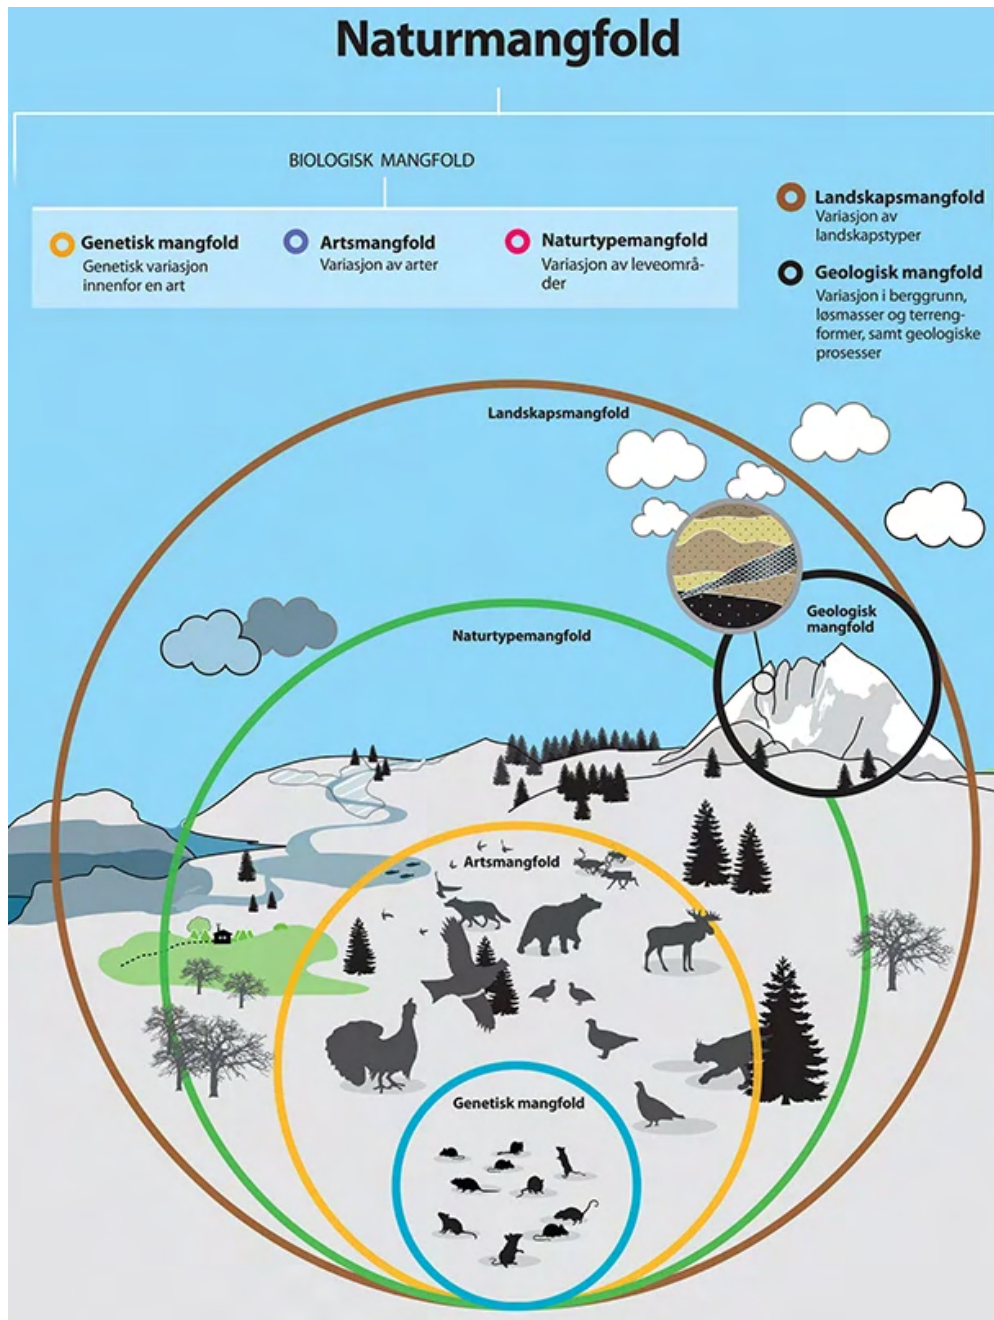 Naturmangfold
BIOLOGISK MANGFOLD
Genetisk mangfold
Genetisk variasjon
innenfor en art
Artsmangfold
Variasjon av arter
Naturtypemangfold
Variasjon av leveområ-
der
Landskapsmangfold
Variasjon av
landskapstyper
Geologisk mangfold
Variasjon i berggrunn,
løsmasser og terreng-
former, samt geologiske
prosesser
Landskapsmangfold
Geologisk
mangfold
Naturtypemangfold
Artsmangfold
Genetisk mangfold